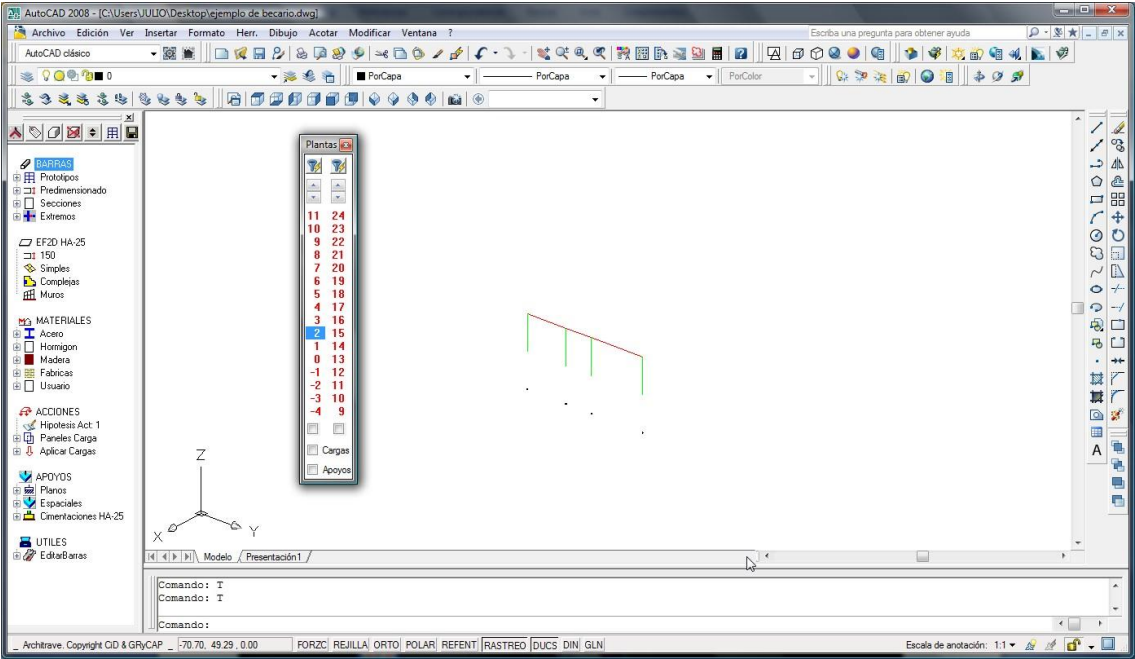 AutoCAD 2008 - [C:\Users\JULIO\Desktop\ejemplo de becario.dwg]
Archivo Edición Ver Insertar Formato Herr. Dibujo Acotar Modificar Ventana ? Escriba una pregunta para obtener ayuda
AutoCAD clásico
0 PorCapa PorCapa PorCapa PorColor
BARRAS
Prototipos
Predimensionado
Secciones
Extremos
EF2D HA-25
150
Simples
Complejas
Muros
MATERIALES
Acero
Hormigon
Madera
Fabricas
Usuario
ACCIONES
Hipotesis Act: 1
Paneles Carga
Aplicar Cargas
APOYOS
Planos
Espaciales
Cimentaciones HA-25
UTILES
EditarBarras
Plantas
11 24
10 23
9 22
8 21
7 20
6 19
5 18
4 17
3 16
2 15
1 14
0 13
-1 12
-2 11
-3 10
-4 9
Cargas
Apoyos
Z
X
Y
A
Modelo Presentación1
Comando: T
Comando: T
Comando:
_ Architrave. Copyright CiD & GRyCAP _ -70.70, 49.29 , 0.00 FORZC REJILLA ORTO POLAR REFENT RASTREO DUCS DIN GLN Escala de anotación: 1:1